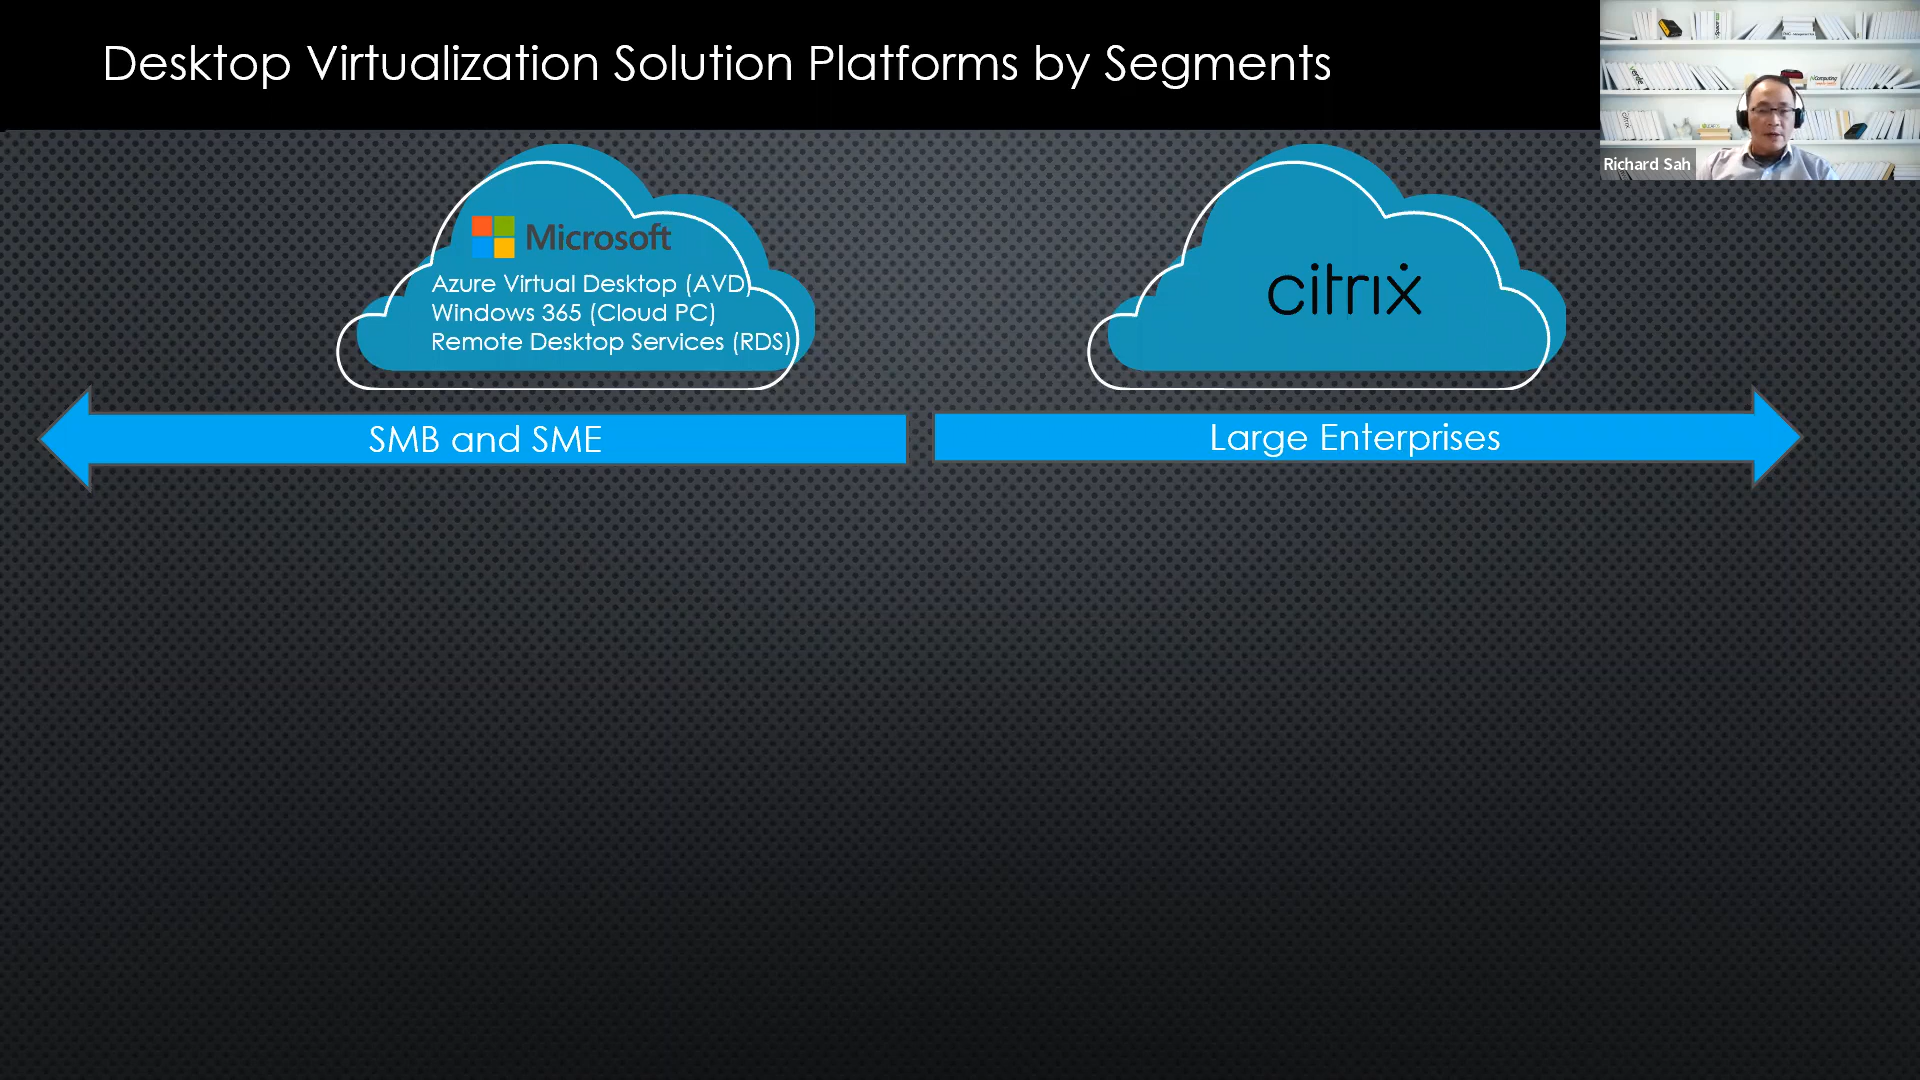 Desktop Virtualization Solution Platforms by Segments
Richard Sah
Microsoft
Azure Virtual Desktop (AVD)
Windows 365 (Cloud PC)
Remote Desktop Services (RDS)
citrix
SMB and SME
Large Enterprises